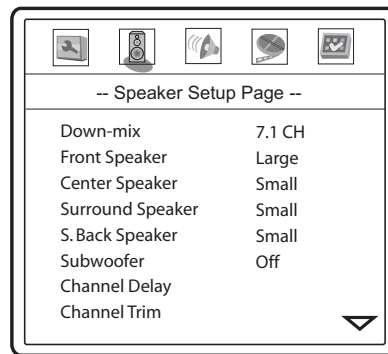 -- Speaker Setup Page --
Down-mix 7.1 CH
Front Speaker Large
Center Speaker Small
Surround Speaker Small
S. Back Speaker Small
Subwoofer Off
Channel Delay
Channel Trim